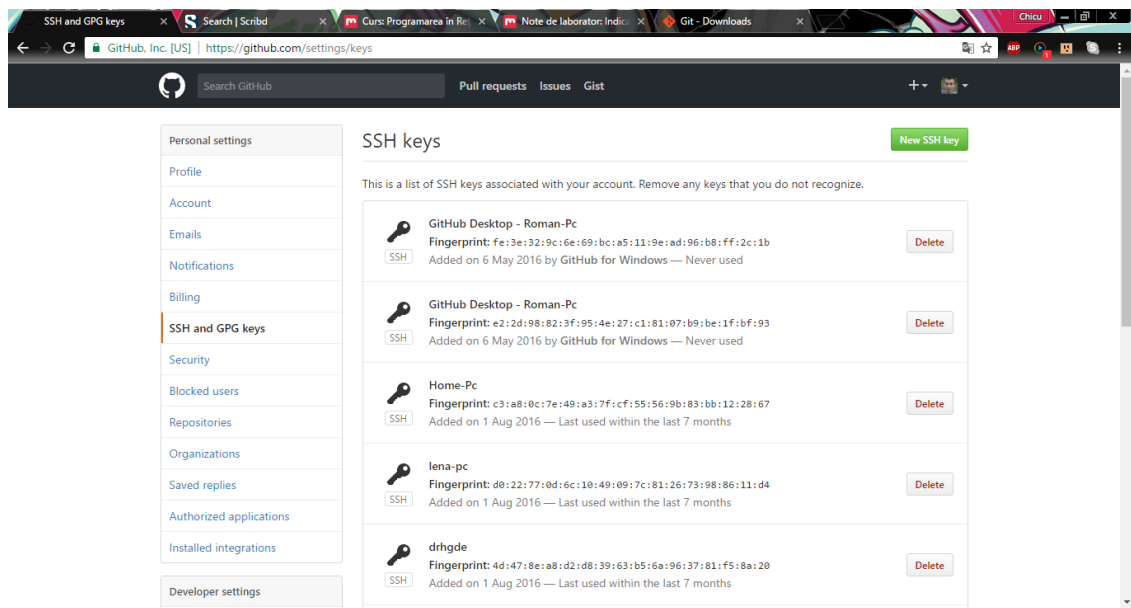 SSH and GPG keys
Search | Scribd
Curs: Programarea in Re
Note de laborator: Indic
Git - Downloads
Chicu
GitHub, Inc. [US] | https://github.com/settings/keys
ABP
1
Search GitHub
Pull requests Issues Gist
Personal settings
Profile
Account
Emails
Notifications
Billing
SSH and GPG keys
Security
Blocked users
Repositories
Organizations
Saved replies
Authorized applications
Installed integrations
Developer settings
SSH keys
New SSH key
This is a list of SSH keys associated with your account. Remove any keys that you do not recognize.
GitHub Desktop - Roman-Pc
Fingerprint: fe:3e:32:9c:6e:69:bc:a5:11:9e:ad:96:b8:ff:2c:1b
SSH
Added on 6 May 2016 by GitHub for Windows — Never used
Delete
GitHub Desktop - Roman-Pc
Fingerprint: e2:2d:98:82:3f:95:4e:27:c1:81:07:b9:be:1f:bf:93
SSH
Added on 6 May 2016 by GitHub for Windows — Never used
Delete
Home-Pc
Fingerprint: c3:a8:0c:7e:49:a3:7f:cf:55:56:9b:83:bb:12:28:67
SSH
Added on 1 Aug 2016 — Last used within the last 7 months
Delete
lena-pc
Fingerprint: d0:22:77:0d:6c:10:49:09:7c:81:26:73:98:86:11:d4
SSH
Added on 1 Aug 2016 — Last used within the last 7 months
Delete
drhgde
Fingerprint: 4d:47:8e:a8:d2:d8:39:63:b5:6a:96:37:81:f5:8a:20
SSH
Added on 1 Aug 2016 — Last used within the last 7 months
Delete